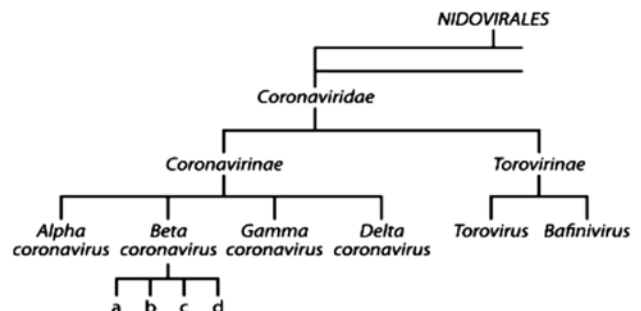 NIDOVIRALES
Coronaviridae
Coronavirinae Torovirinae
Alpha coronavirus Beta coronavirus Gamma coronavirus Delta coronavirus Torovirus Bafinivirus
a b c d